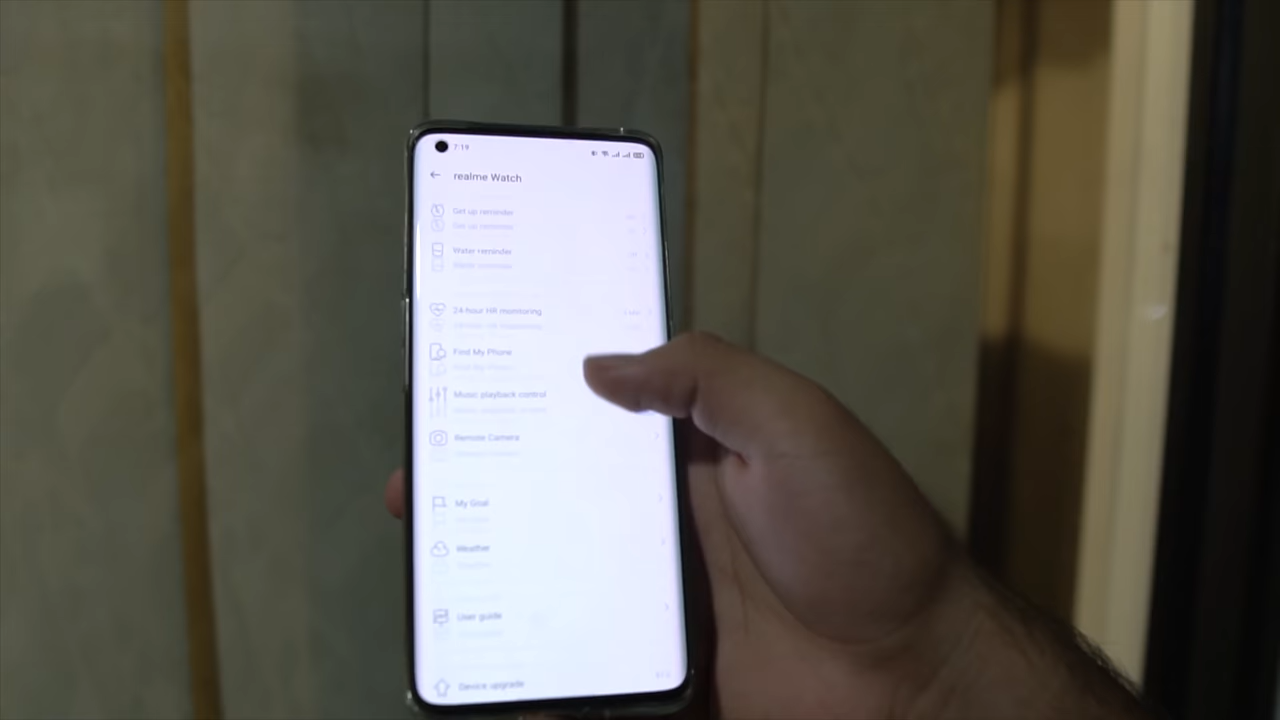 7:19
realme Watch
Get up reminder
Water reminder
24-hour HR monitoring
Find My Phone
Music playback control
Remote Camera
My Goal
Weather
User guide
Device upgrade